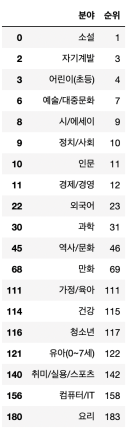 분야 순위
0 소설 1
2 자기계발 3
3 어린이(초등) 4
6 예술/대중문화 7
8 시/에세이 9
9 정치/사회 10
10 인문 11
11 경제/경영 12
22 외국어 23
30 과학 31
45 역사/문화 46
68 만화 69
111 가정/육아 111
114 건강 115
116 청소년 117
121 유아(0~7세) 122
140 취미/실용/스포츠 142
156 컴퓨터/IT 158
180 요리 183